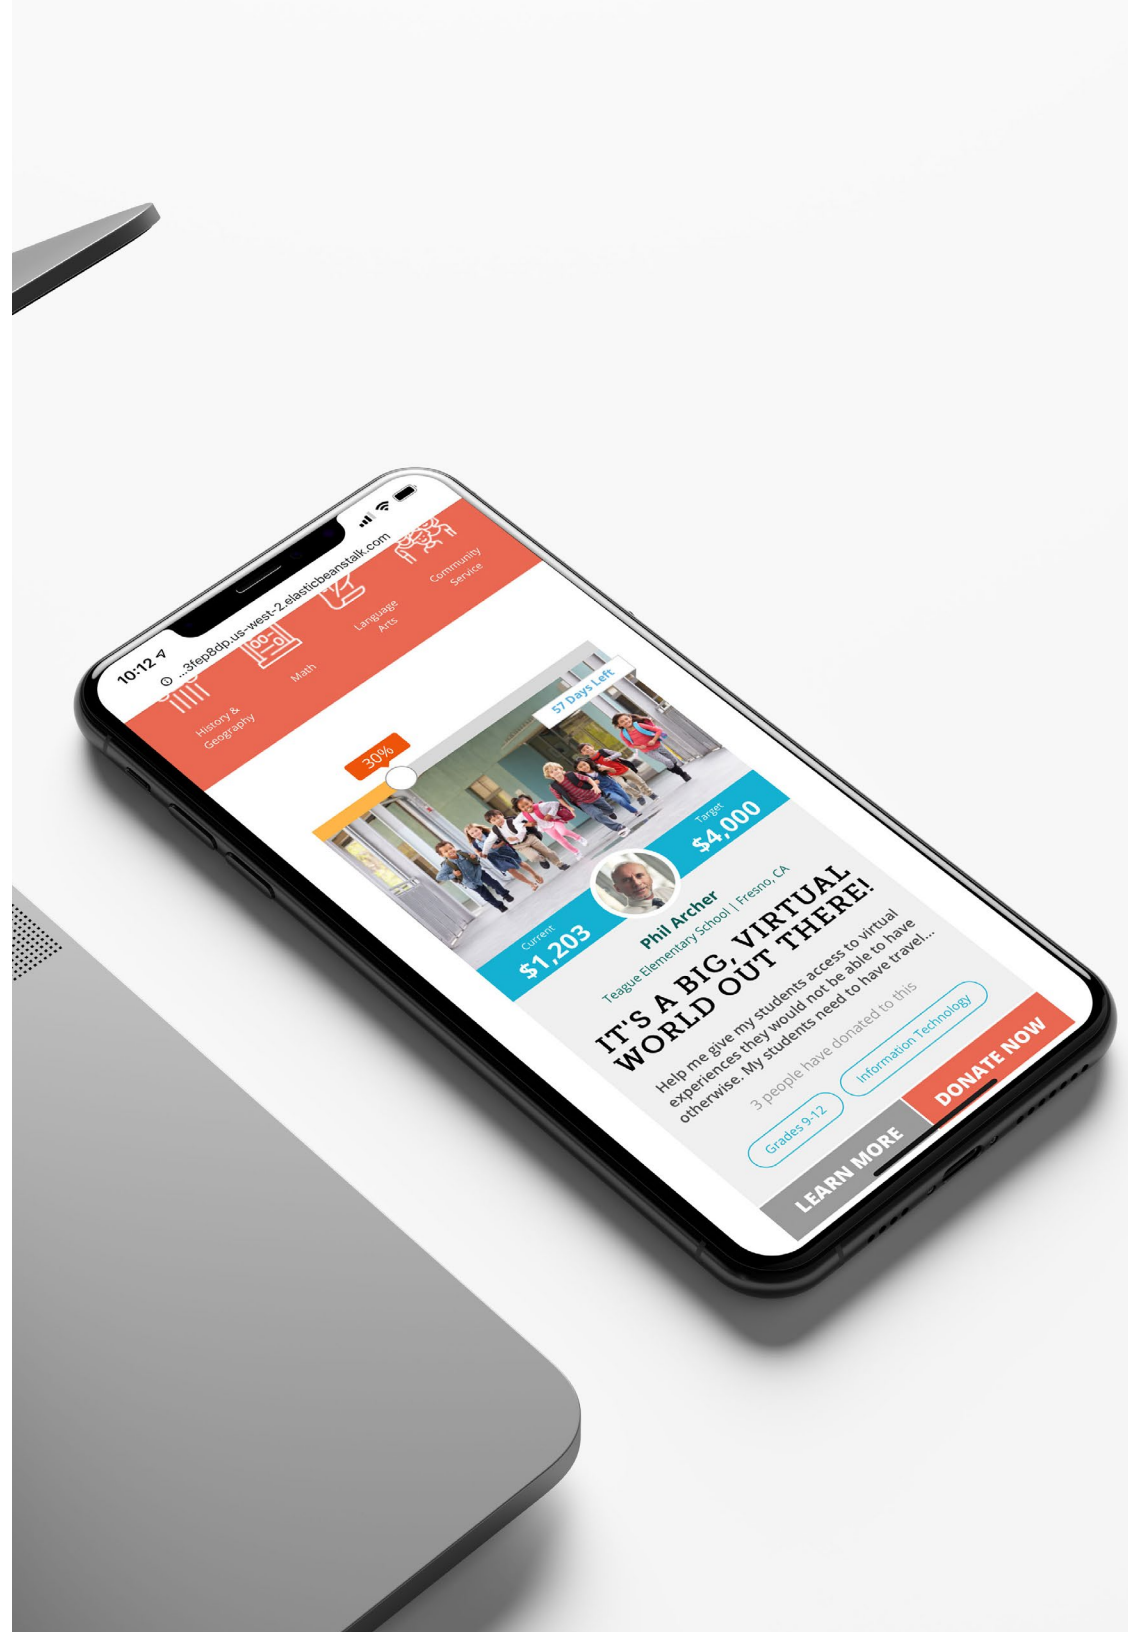 10:12
...3fep8dp.us-west-2.elasticbeanstalk.com
History &
Geography
Math
Language
Arts
Community
Service
30%
57 Days Left
Current
$1,203
Target
$4,000
Phil Archer
Teague Elementary School | Fresno, CA
IT'S A BIG, VIRTUAL
WORLD OUT THERE!
Help me give my students access to virtual
experiences they would not be able to have
otherwise. My students need to have travel...
3 people have donated to this
Grades 9-12
Information Technology
LEARN MORE
DONATE NOW